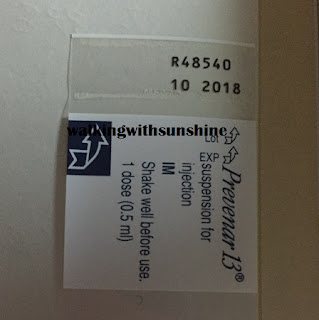 R48540
10 2018
walkingwithsunshine
Lot
EXP
Prevenar 13®
suspension for
injection
IM
Shake well before use.
1 dose (0.5 ml)